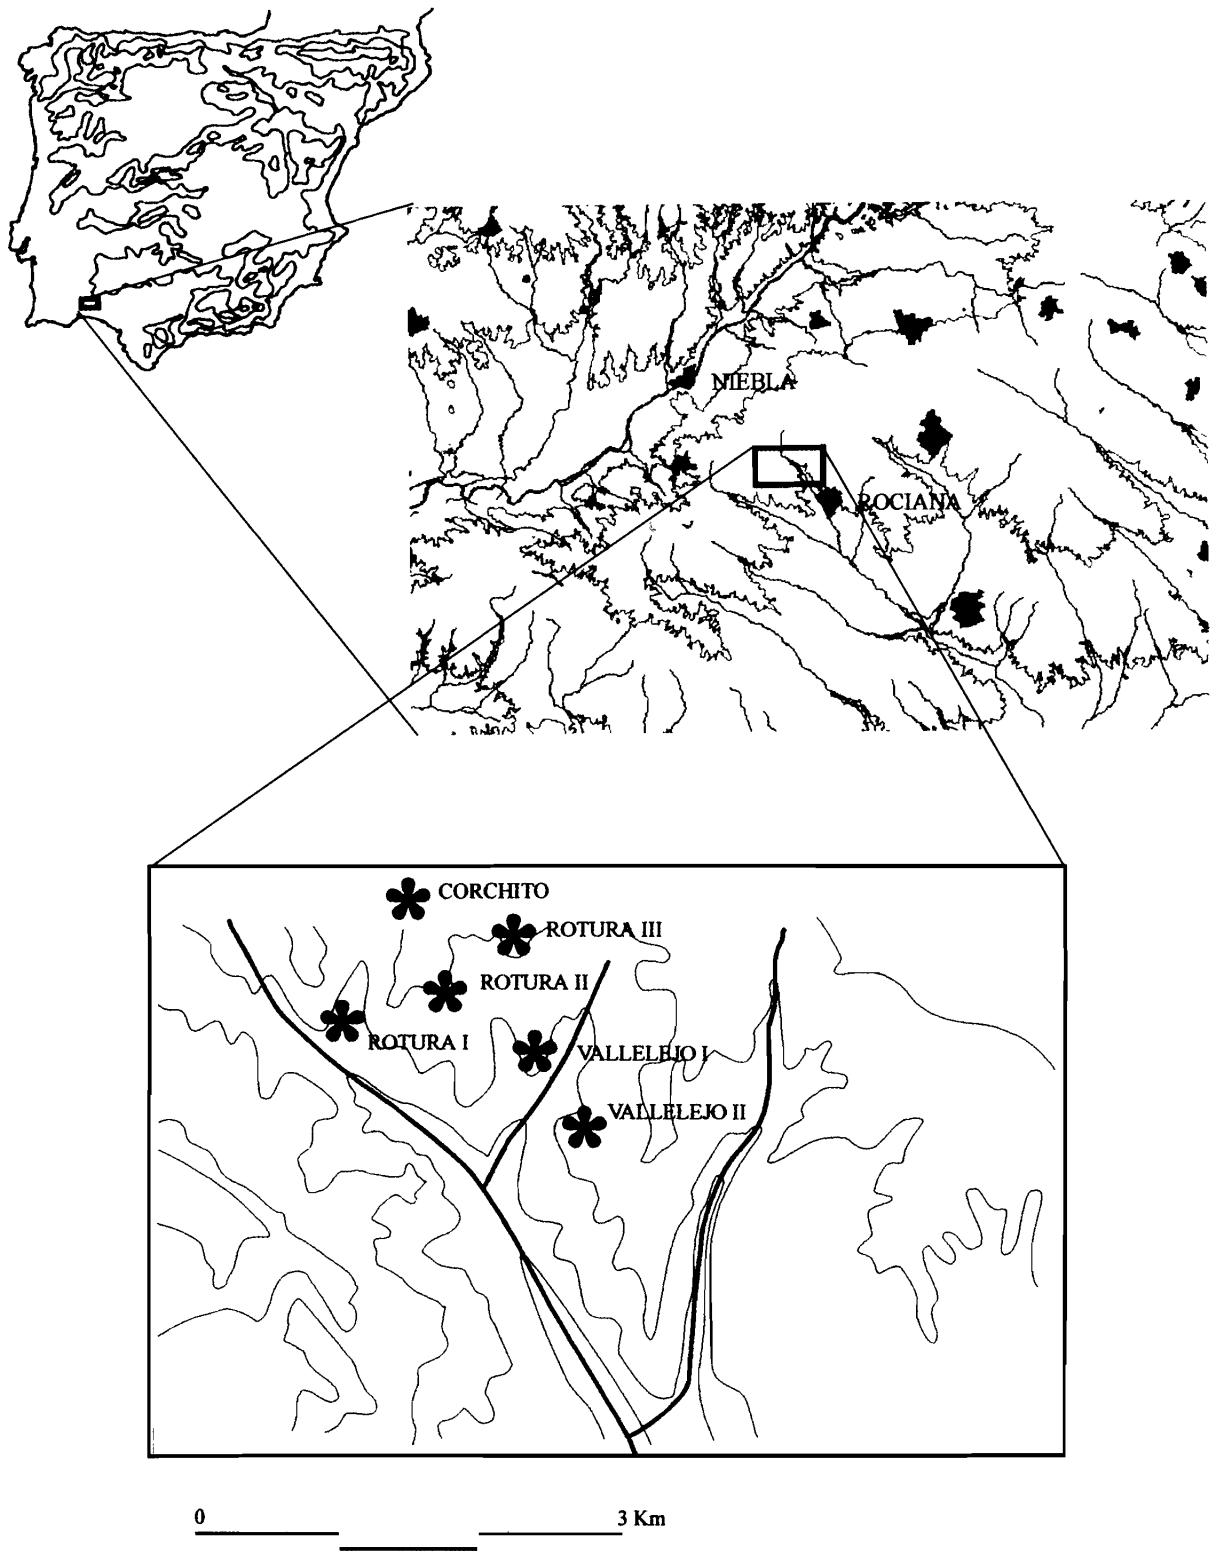 NIEBLA
ROCIANA
CORCHITO
ROTURA III
ROTURA II
ROTURA I
VALLELEJO I
VALLELEJO II
0
3 Km